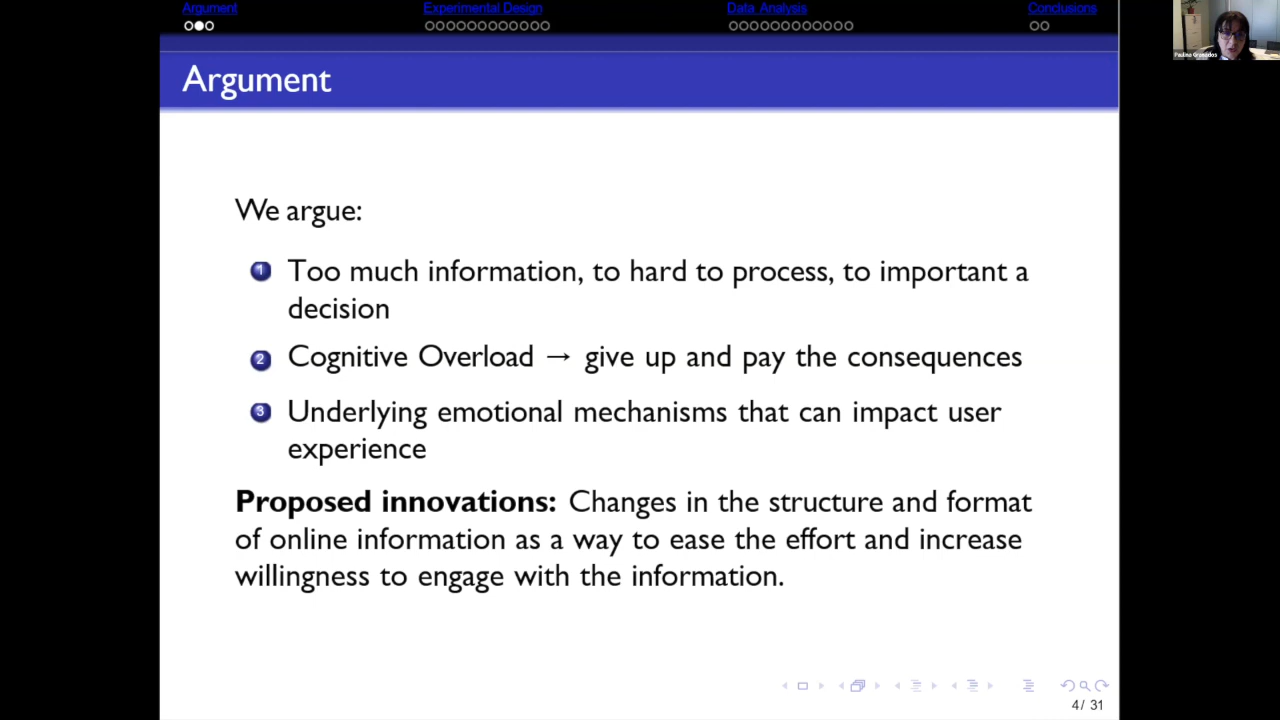 Argument Experimental Design Data Analysis Conclusions
Paulina Granados
Argument
We argue:
1 Too much information, to hard to process, to important a
decision
2 Cognitive Overload → give up and pay the consequences
3 Underlying emotional mechanisms that can impact user
experience
Proposed innovations: Changes in the structure and format
of online information as a way to ease the effort and increase
willingness to engage with the information.
4 / 31